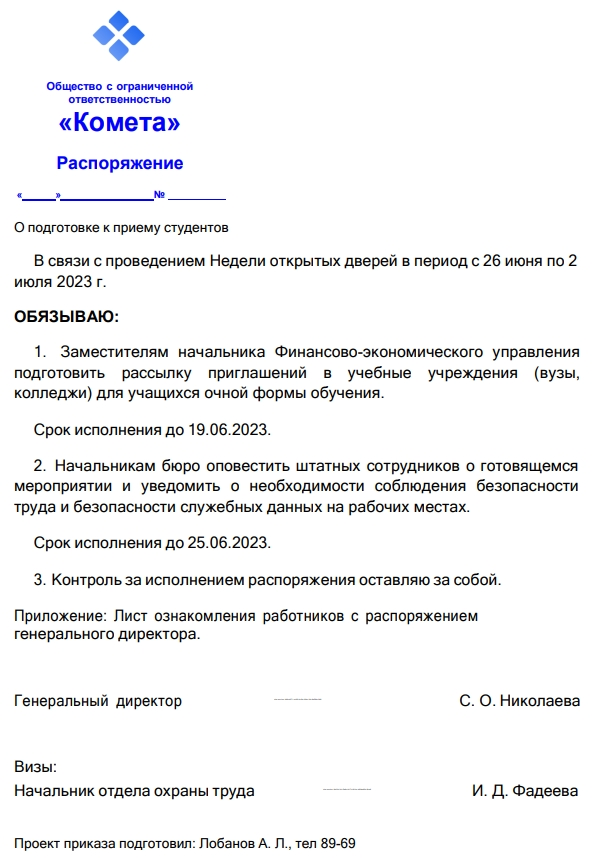 Общество с ограниченной
ответственностью
«Комета»
Распоряжение
«______»________________№ __________
О подготовке к приему студентов
В связи с проведением Недели открытых дверей в период с 26 июня по 2
июля 2023 г.
ОБЯЗЫВАЮ:
1. Заместителям начальника Финансово-экономического управления
подготовить рассылку приглашений в учебные учреждения (вузы,
колледжи) для учащихся очной формы обучения.
Срок исполнения до 19.06.2023.
2. Начальникам бюро оповестить штатных сотрудников о готовящемся
мероприятии и уведомить о необходимости соблюдения безопасности
труда и безопасности служебных данных на рабочих местах.
Срок исполнения до 25.06.2023.
3. Контроль за исполнением распоряжения оставляю за собой.
Приложение: Лист ознакомления работников с распоряжением
генерального директора.
Генеральный директор ____________ С. О. Николаева
Визы:
Начальник отдела охраны труда ____________ И. Д. Фадеева
Проект приказа подготовил: Лобанов А. Л., тел 89-69